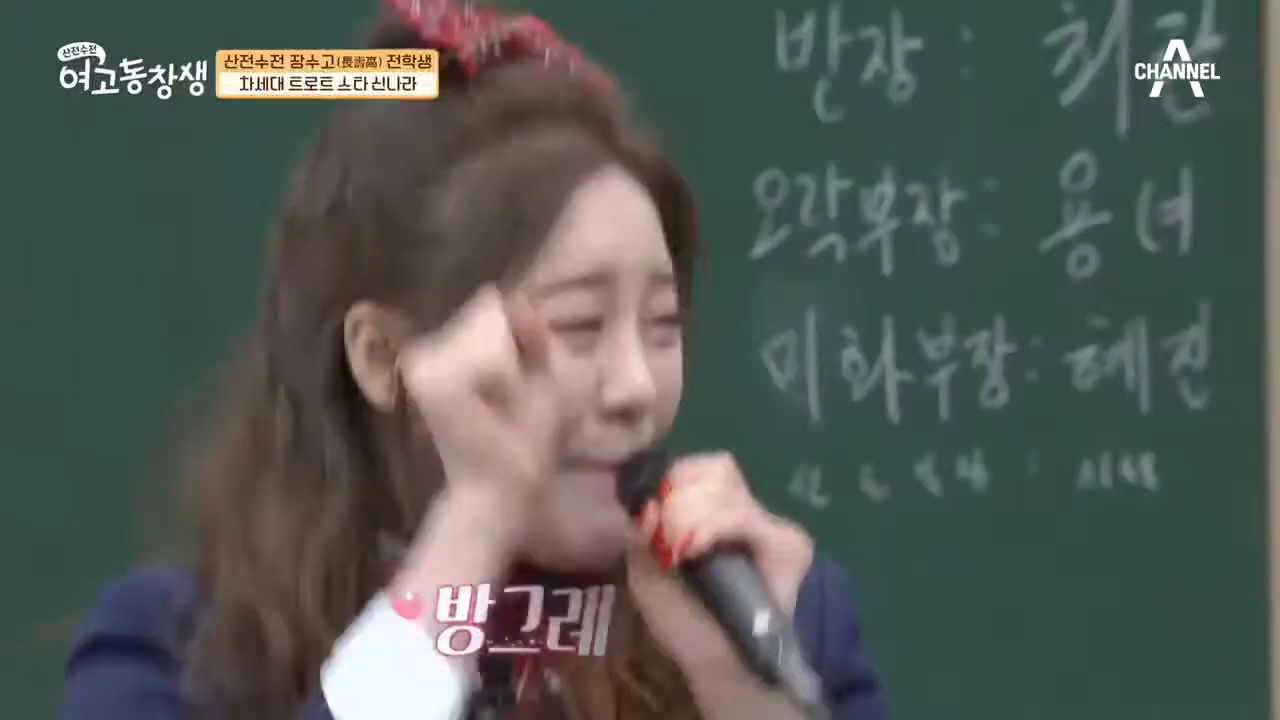 산전수전
여고동창생
산전수전 장수고(長壽高) 전학생
차세대 트로트 스타 신나라
CHANNEL A
반장 : 최란
오락부장 : 용녀
미화부장 : 혜진
방그레